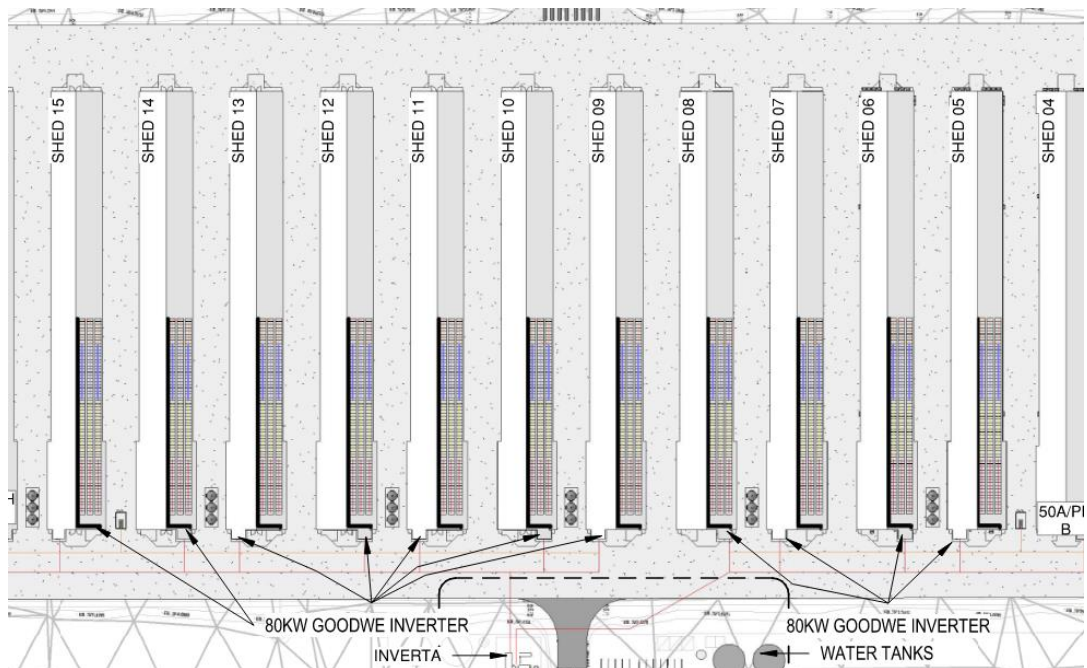 SHED 15
SHED 14
SHED 13
SHED 12
SHED 11
SHED 10
SHED 09
SHED 08
SHED 07
SHED 06
SHED 05
SHED 04
50A/
B
80KW GOODWE INVERTER
80KW GOODWE INVERTER
INVERTA
WATER TANKS